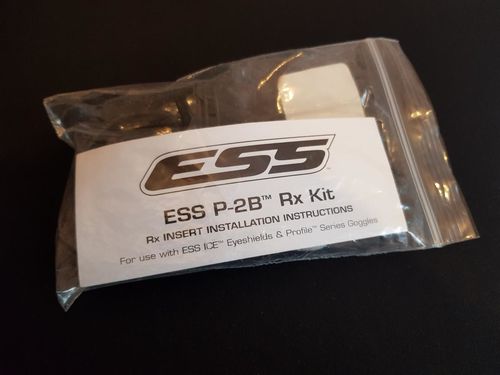 ESS
ESS P-2B™ Rx Kit
Rx INSERT INSTALLATION INSTRUCTIONS
For use with ESS ICE™ Eyeshields & Profile™ Series Goggles